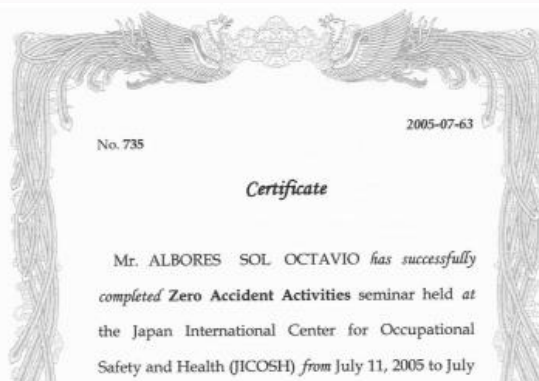 2005-07-63
No. 735
Certificate
Mr. ALBORES SOL OCTAVIO has successfully
completed Zero Accident Activities seminar held at
the Japan International Center for Occupational
Safety and Health (JICOSH) from July 11, 2005 to July